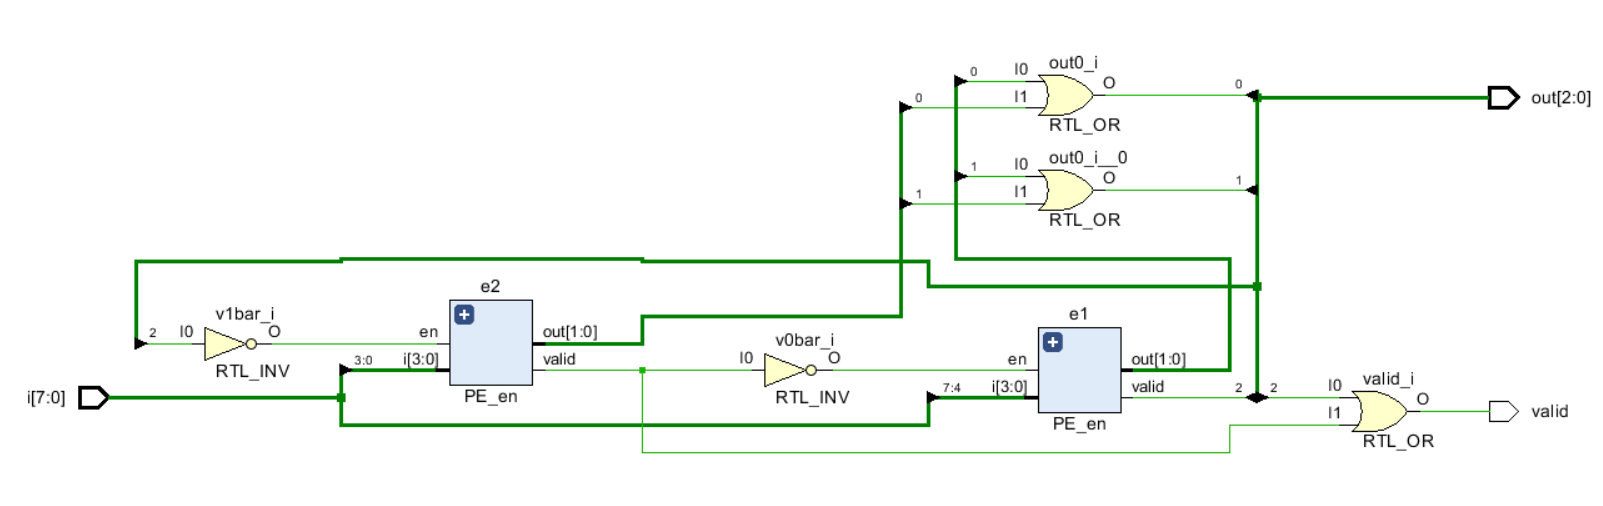 0
I0
out0_i
O
0
out[2:0]
0
I1
RTL_OR
1
I0
out0_i__0
O
1
1
I1
RTL_OR
e2
v1bar_i
2
I0
O
en
out[1:0]
RTL_INV
3:0
i[3:0]
valid
PE_en
v0bar_i
I0
O
RTL_INV
e1
en
out[1:0]
7:4
i[3:0]
valid
2
2
PE_en
i[7:0]
valid_i
I0
O
I1
RTL_OR
valid